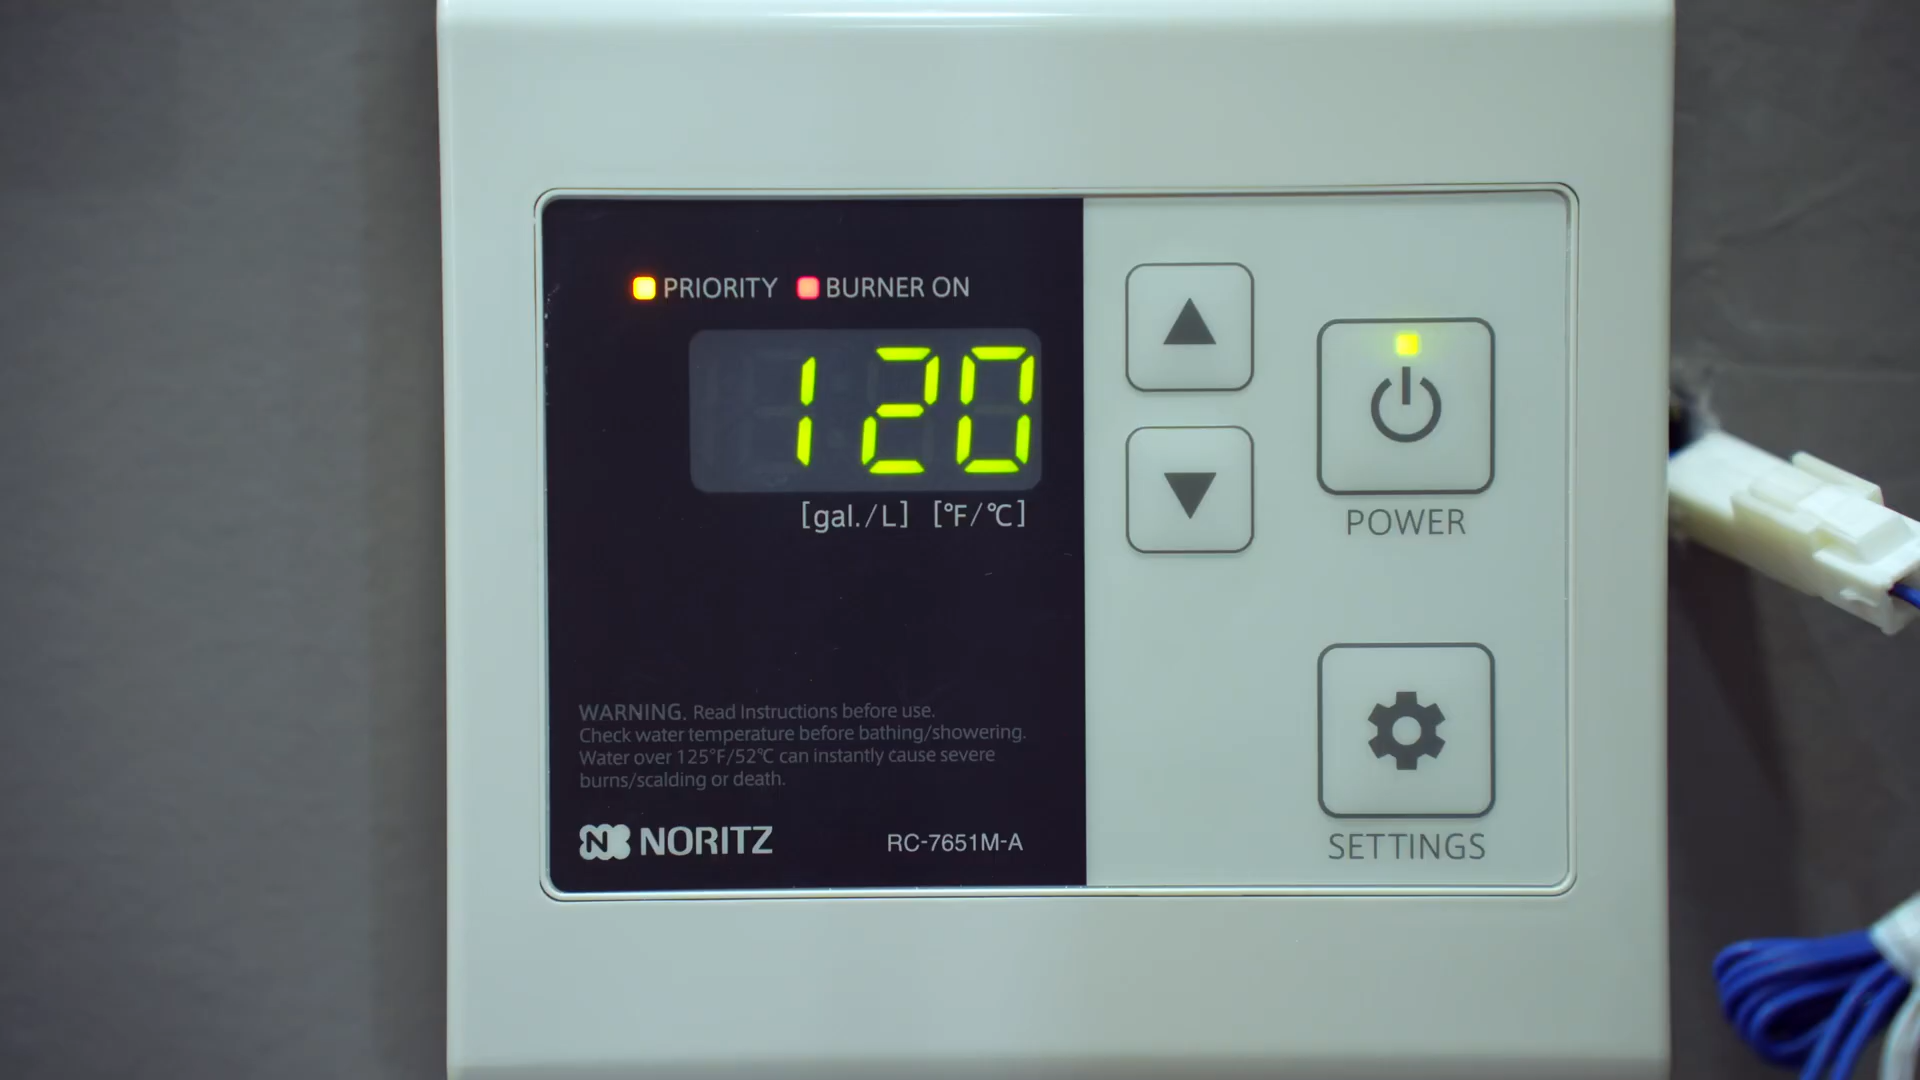 PRIORITY BURNER ON
120
[gal./L] [°F/°C]
POWER
WARNING. Read Instructions before use.
Check water temperature before bathing/showering.
Water over 125°F/52°C can instantly cause severe
burns/scalding or death.
N NORITZ RC-7651M-A
SETTINGS